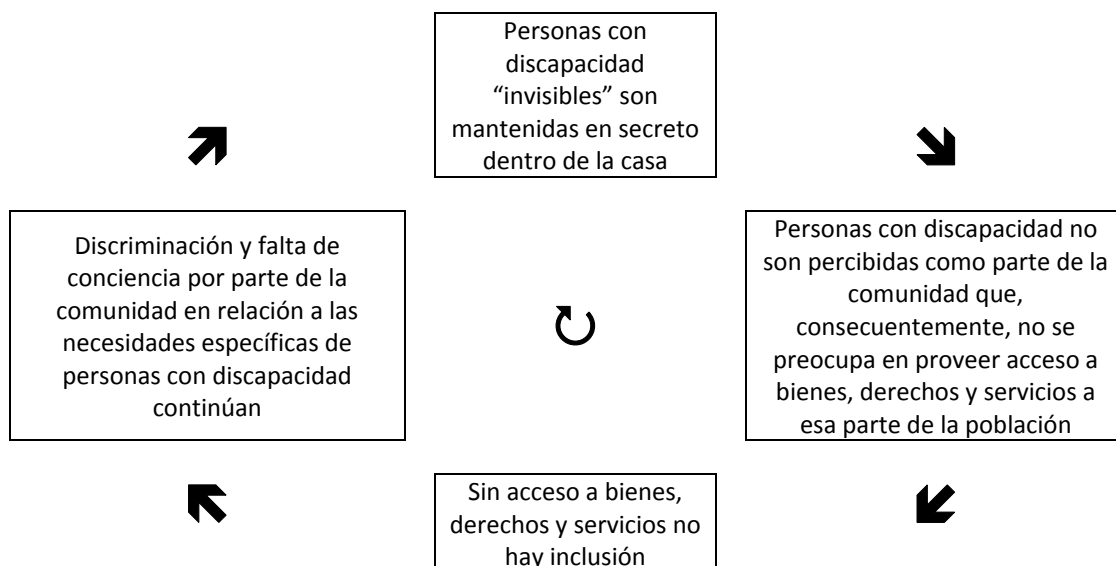 Personas con
discapacidad
“invisibles” son
mantenidas en secreto
dentro de la casa
Discriminación y falta de
conciencia por parte de la
comunidad en relación a las
necesidades específicas de
personas con discapacidad
continúan
Personas con discapacidad no
son percibidas como parte de la
comunidad que,
consecuentemente, no se
preocupa en proveer acceso a
bienes, derechos y servicios a
esa parte de la población
Sin acceso a bienes,
derechos y servicios no
hay inclusión